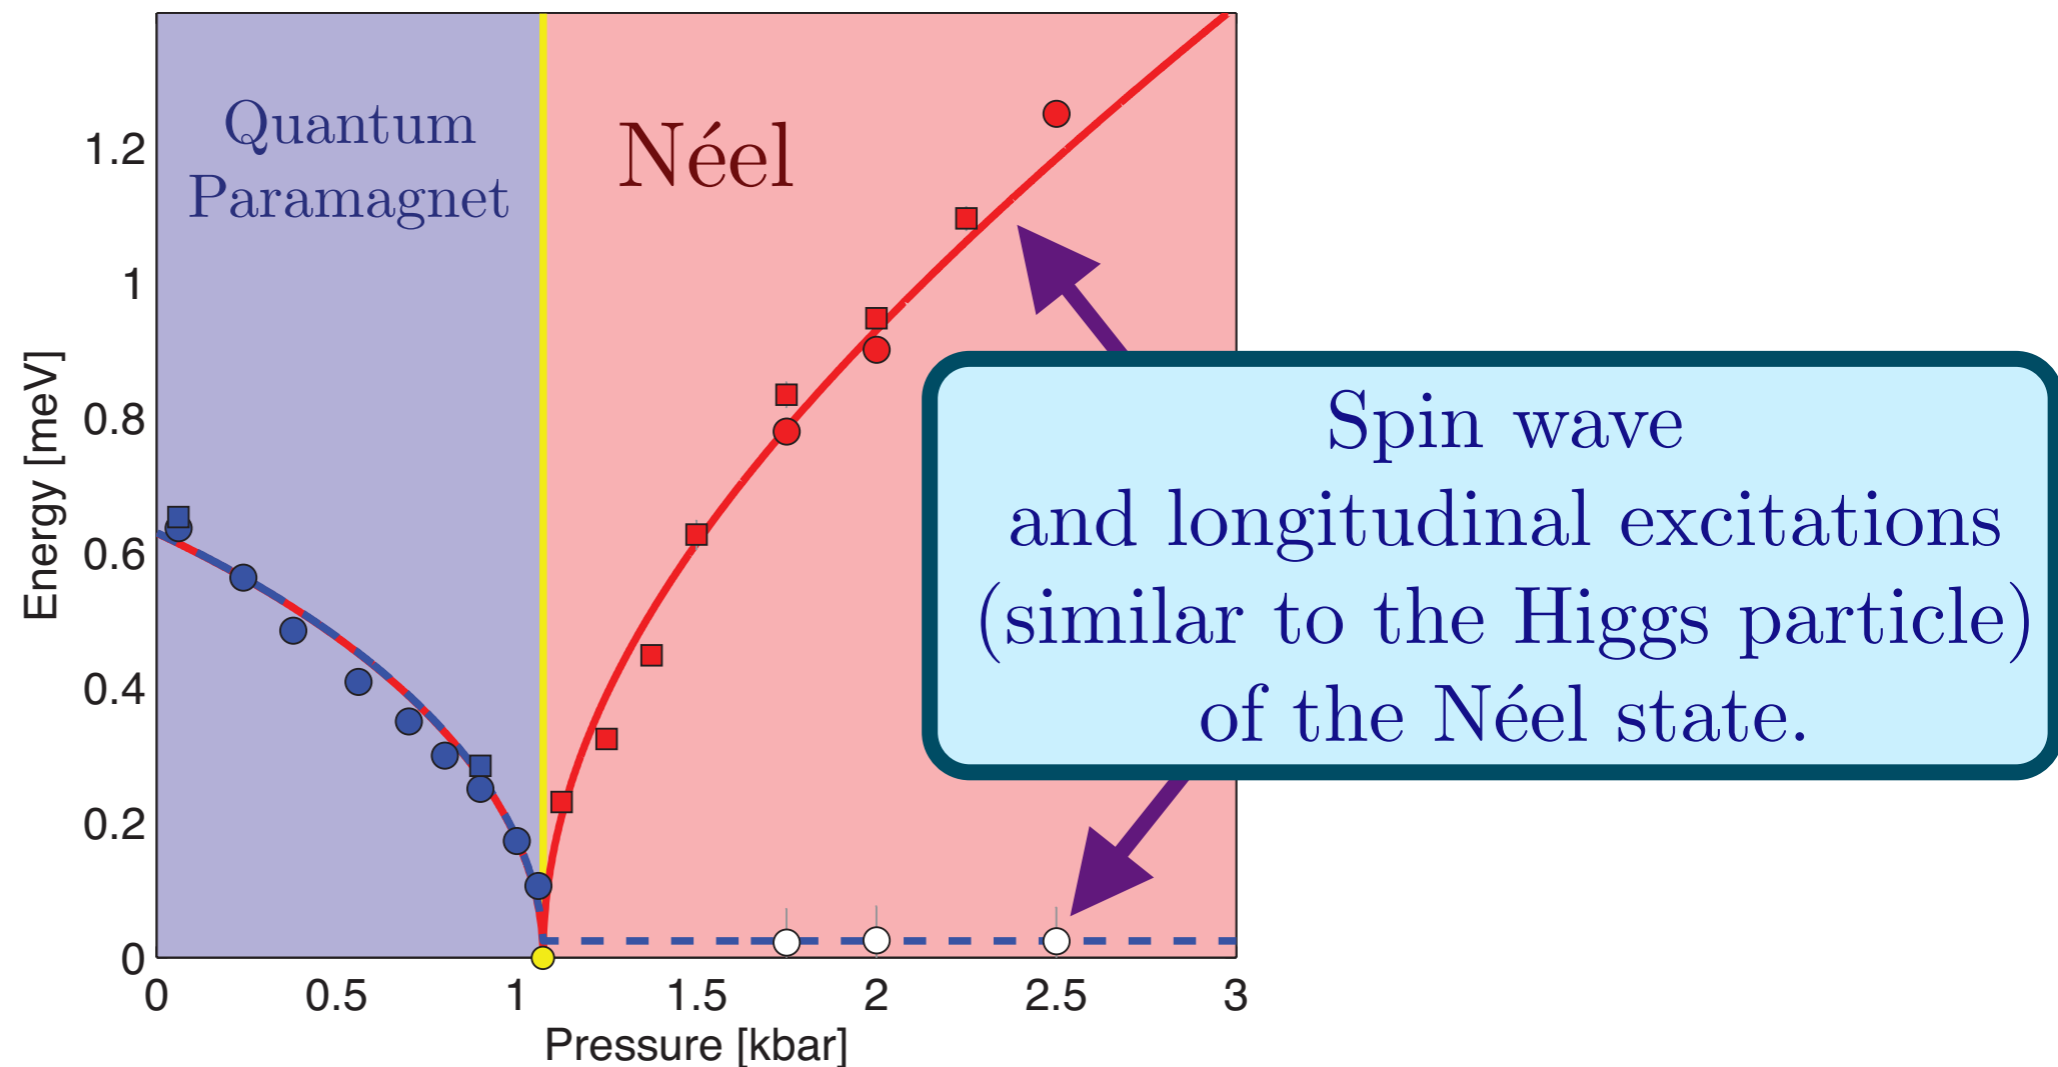 Quantum
Paramagnet
Néel
1.2
1
0.8
0.6
0.4
0.2
0
Energy [meV]
0 0.5 1 1.5 2 2.5 3
Pressure [kbar]
Spin wave
and longitudinal excitations
(similar to the Higgs particle)
of the Néel state.